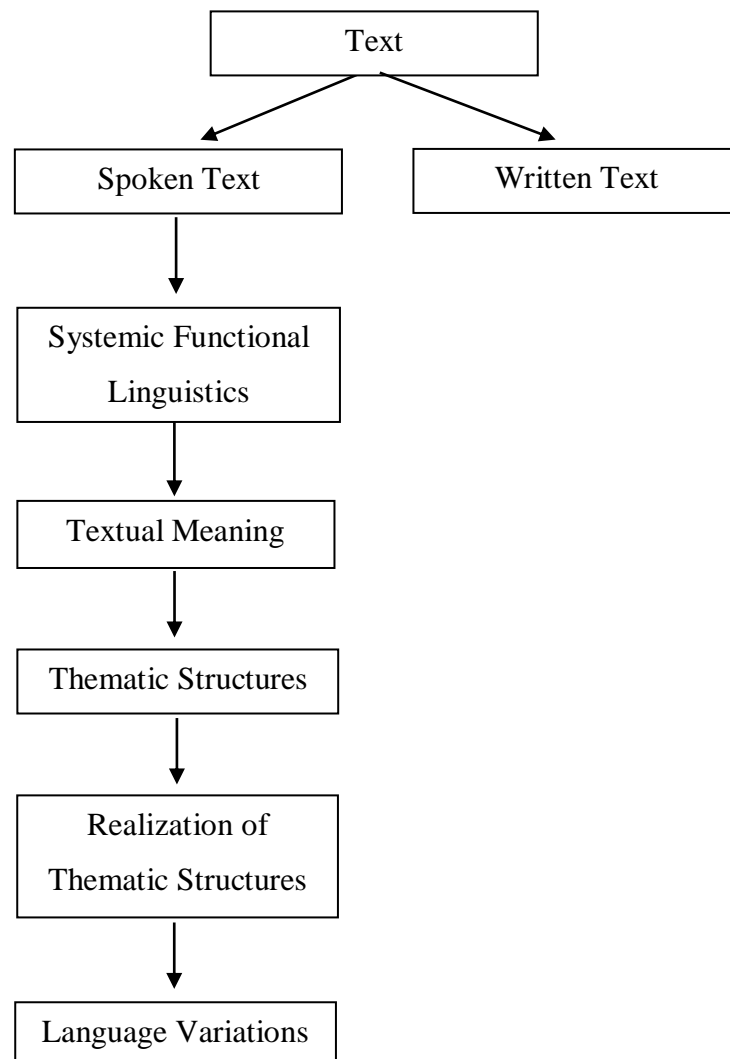 Text
Spoken Text
Written Text
Systemic Functional
Linguistics
Textual Meaning
Thematic Structures
Realization of
Thematic Structures
Language Variations